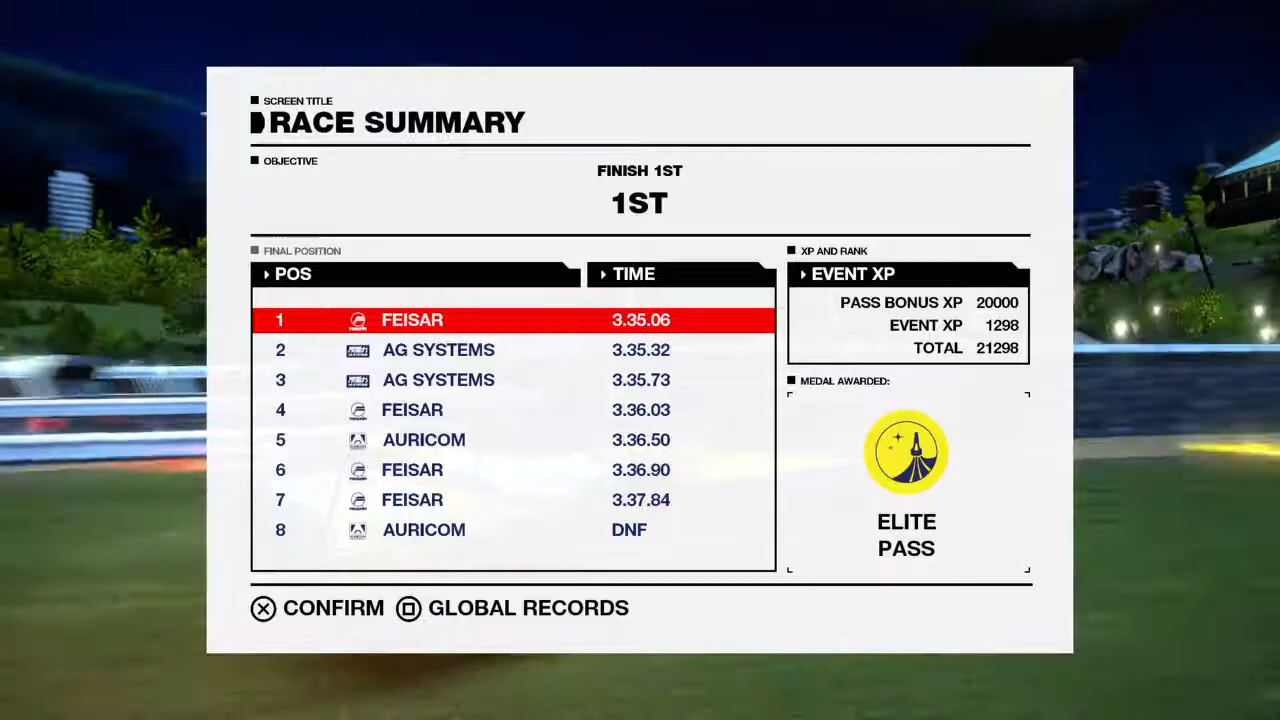 SCREEN TITLE
RACE SUMMARY
OBJECTIVE
FINISH 1ST
1ST
FINAL POSITION
POS TIME
1 FEISAR 3.35.06
2 AG SYSTEMS 3.35.32
3 AG SYSTEMS 3.35.73
4 FEISAR 3.36.03
5 AURICOM 3.36.50
6 FEISAR 3.36.90
7 FEISAR 3.37.84
8 AURICOM DNF
XP AND RANK
EVENT XP
PASS BONUS XP 20000
EVENT XP 1298
TOTAL 21298
MEDAL AWARDED:
ELITE
PASS
CONFIRM GLOBAL RECORDS